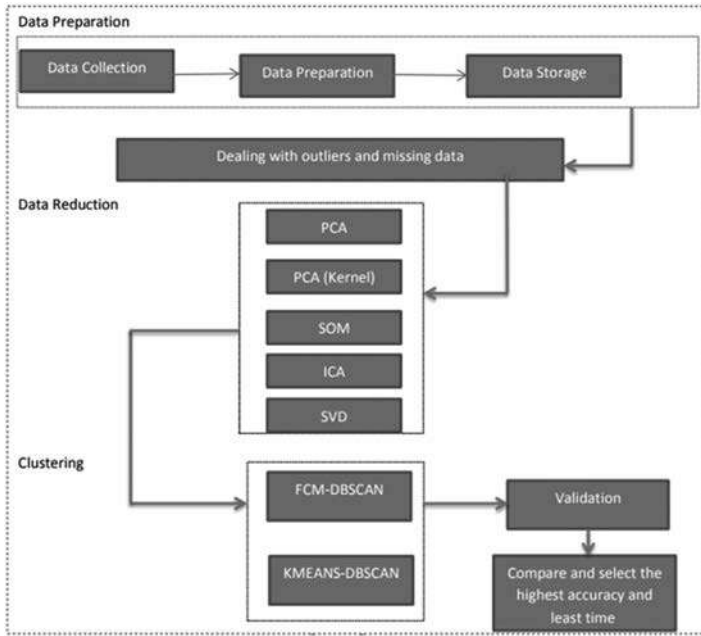 Data Preparation
Data Collection
Data Preparation
Data Storage
Dealing with outliers and missing data
Data Reduction
PCA
PCA (Kernel)
SOM
ICA
SVD
Clustering
FCM-DBSCAN
KMEANS-DBSCAN
Validation
Compare and select the
highest accuracy and
least time